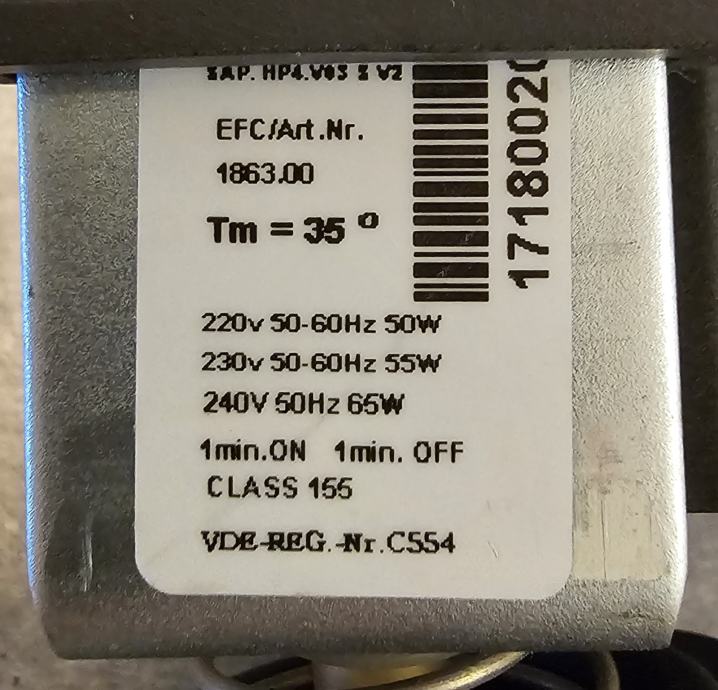 EFC/Art.Nr.
1863.00
Tm = 35 º
220v 50-60Hz 50W
230v 50-60Hz 55W
240V 50Hz 65W
1min.ON 1min. OFF
CLASS 155
VDE-REG.-Nr.C554